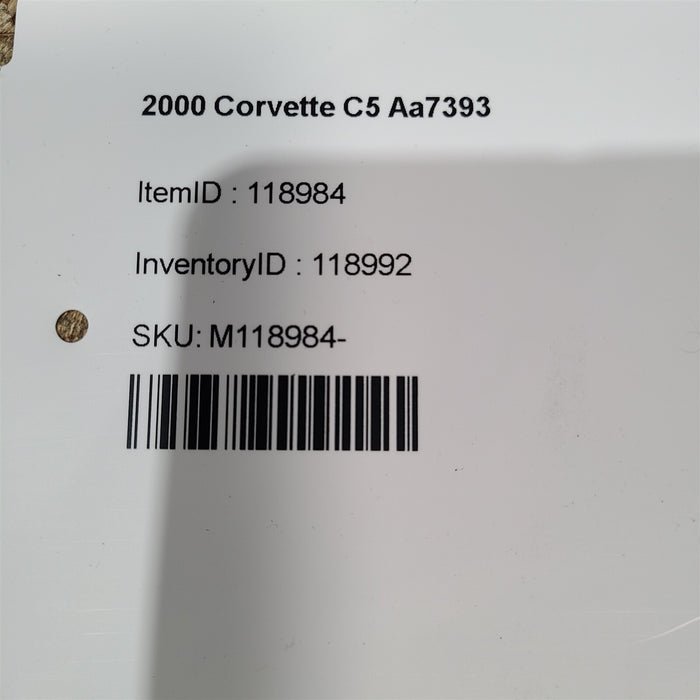 2000 Corvette C5 Aa7393
ItemID : 118984
InventoryID : 118992
SKU: M118984-